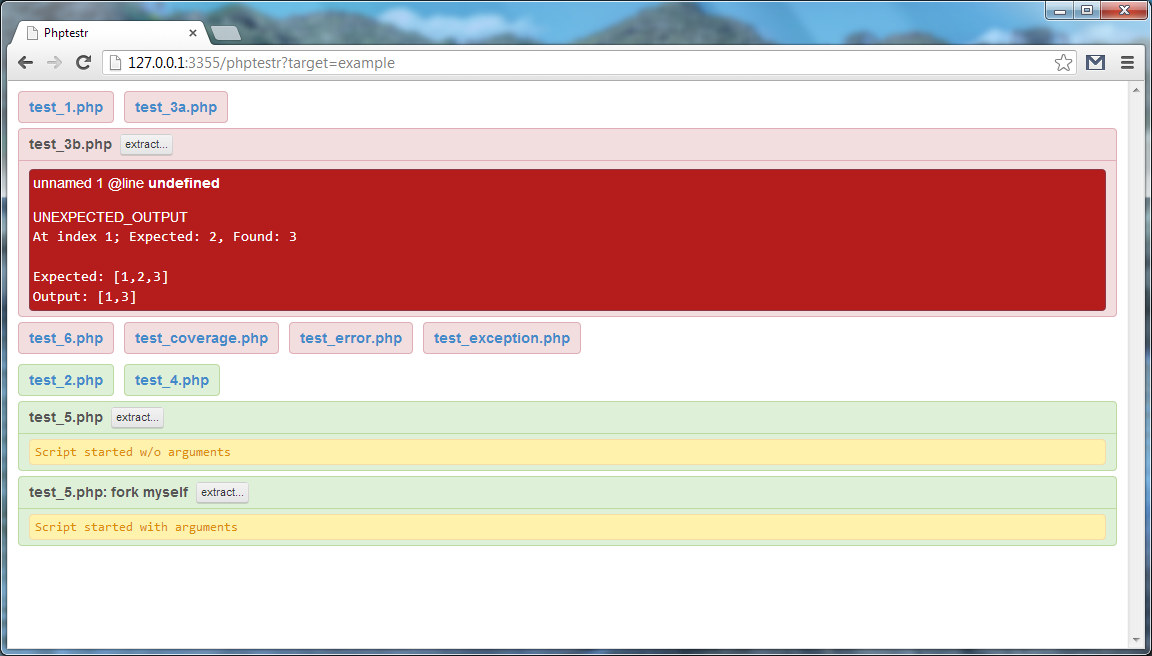 Phptestr
127.0.0.1:3355/phptestr?target=example
test_1.php test_3a.php
test_3b.php extract...
unnamed 1 @line undefined
UNEXPECTED_OUTPUT
At index 1; Expected: 2, Found: 3
Expected: [1,2,3]
Output: [1,3]
test_6.php test_coverage.php test_error.php test_exception.php
test_2.php test_4.php
test_5.php extract...
Script started w/o arguments
test_5.php: fork myself extract...
Script started with arguments